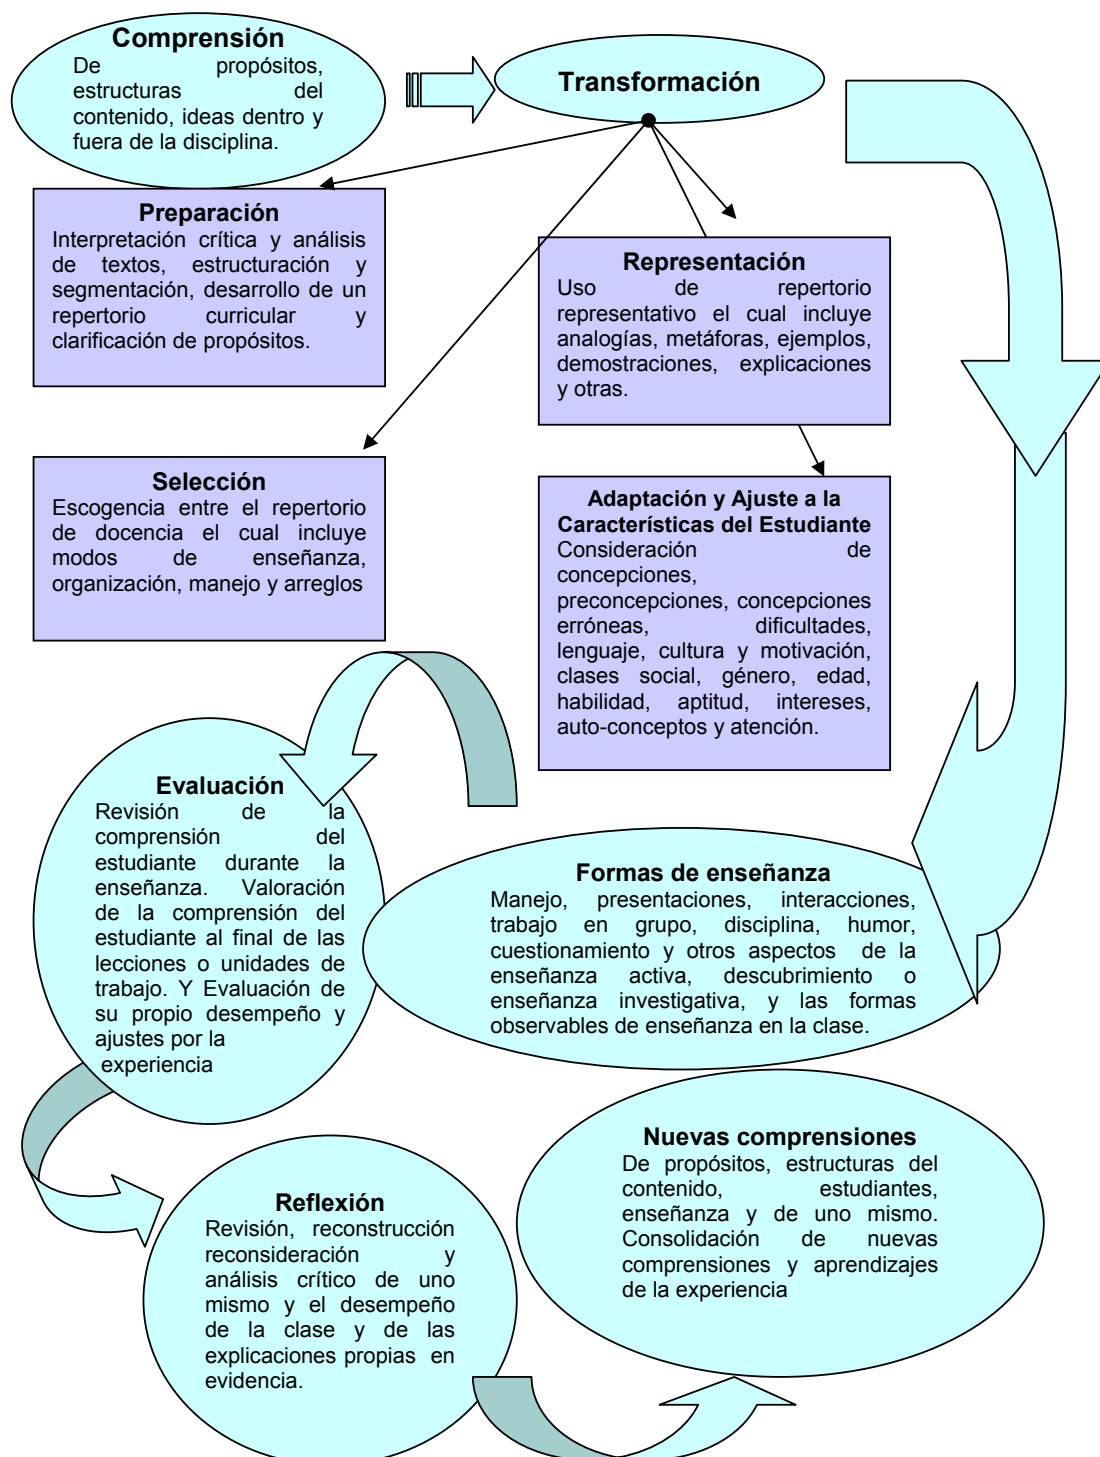 Comprensión
De propósitos,
estructuras del
contenido, ideas dentro y
fuera de la disciplina.
Transformación
Preparación
Interpretación crítica y análisis
de textos, estructuración y
segmentación, desarrollo de un
repertorio curricular y
clarificación de propósitos.
Representación
Uso de repertorio
representativo el cual incluye
analogías, metáforas, ejemplos,
demostraciones, explicaciones
y otras.
Selección
Escogencia entre el repertorio
de docencia el cual incluye
modos de enseñanza,
organización, manejo y arreglos
Adaptación y Ajuste a la
Características del Estudiante
Consideración de
concepciones,
preconcepciones, concepciones
erróneas, dificultades,
lenguaje, cultura y motivación,
clases social, género, edad,
habilidad, aptitud, intereses,
auto-conceptos y atención.
Evaluación
Revisión de la
comprensión del
estudiante durante la
enseñanza. Valoración
de la comprensión del
estudiante al final de las
lecciones o unidades de
trabajo. Y Evaluación de
su propio desempeño y
ajustes por la
experiencia
Formas de enseñanza
Manejo, presentaciones, interacciones,
trabajo en grupo, disciplina, humor,
cuestionamiento y otros aspectos de la
enseñanza activa, descubrimiento o
enseñanza investigativa, y las formas
observables de enseñanza en la clase.
Nuevas comprensiones
De propósitos, estructuras del
contenido, estudiantes,
enseñanza y de uno mismo.
Consolidación de nuevas
comprensiones y aprendizajes
de la experiencia
Reflexión
Revisión, reconstrucción
reconsideración y
análisis crítico de uno
mismo y el desempeño
de la clase y de las
explicaciones propias en
evidencia.